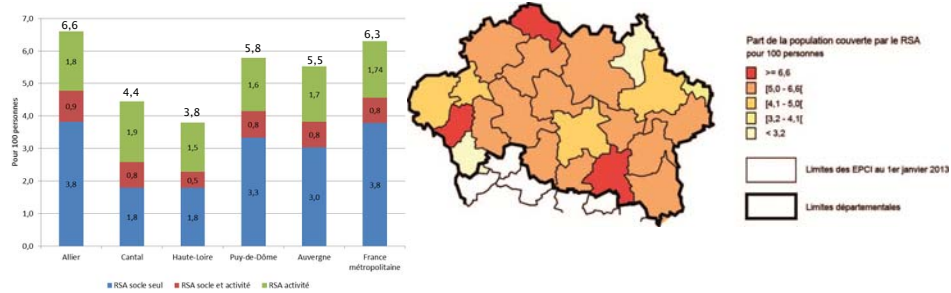 7,0
6,0
5,0
4,0
3,0
2,0
1,0
0,0
Pour 100 personnes
6,6
1,8
0,9
3,8
4,4
1,9
0,8
1,8
3,8
1,5
0,5
1,8
5,8
1,6
0,8
3,3
5,5
1,7
0,8
3,0
6,3
1,74
0,8
3,8
Allier
Cantal
Haute-Loire
Puy-de-Dôme
Auvergne
France
métropolitaine
RSA socle seul
RSA socle et activité
RSA activité
Part de la population couverte par le RSA
pour 100 personnes
>= 6,6
[5,0 - 6,6[
[4,1 - 5,0[
[3,2 - 4,1[
< 3,2
Limites des EPCI au 1er janvier 2013
Limites départementales